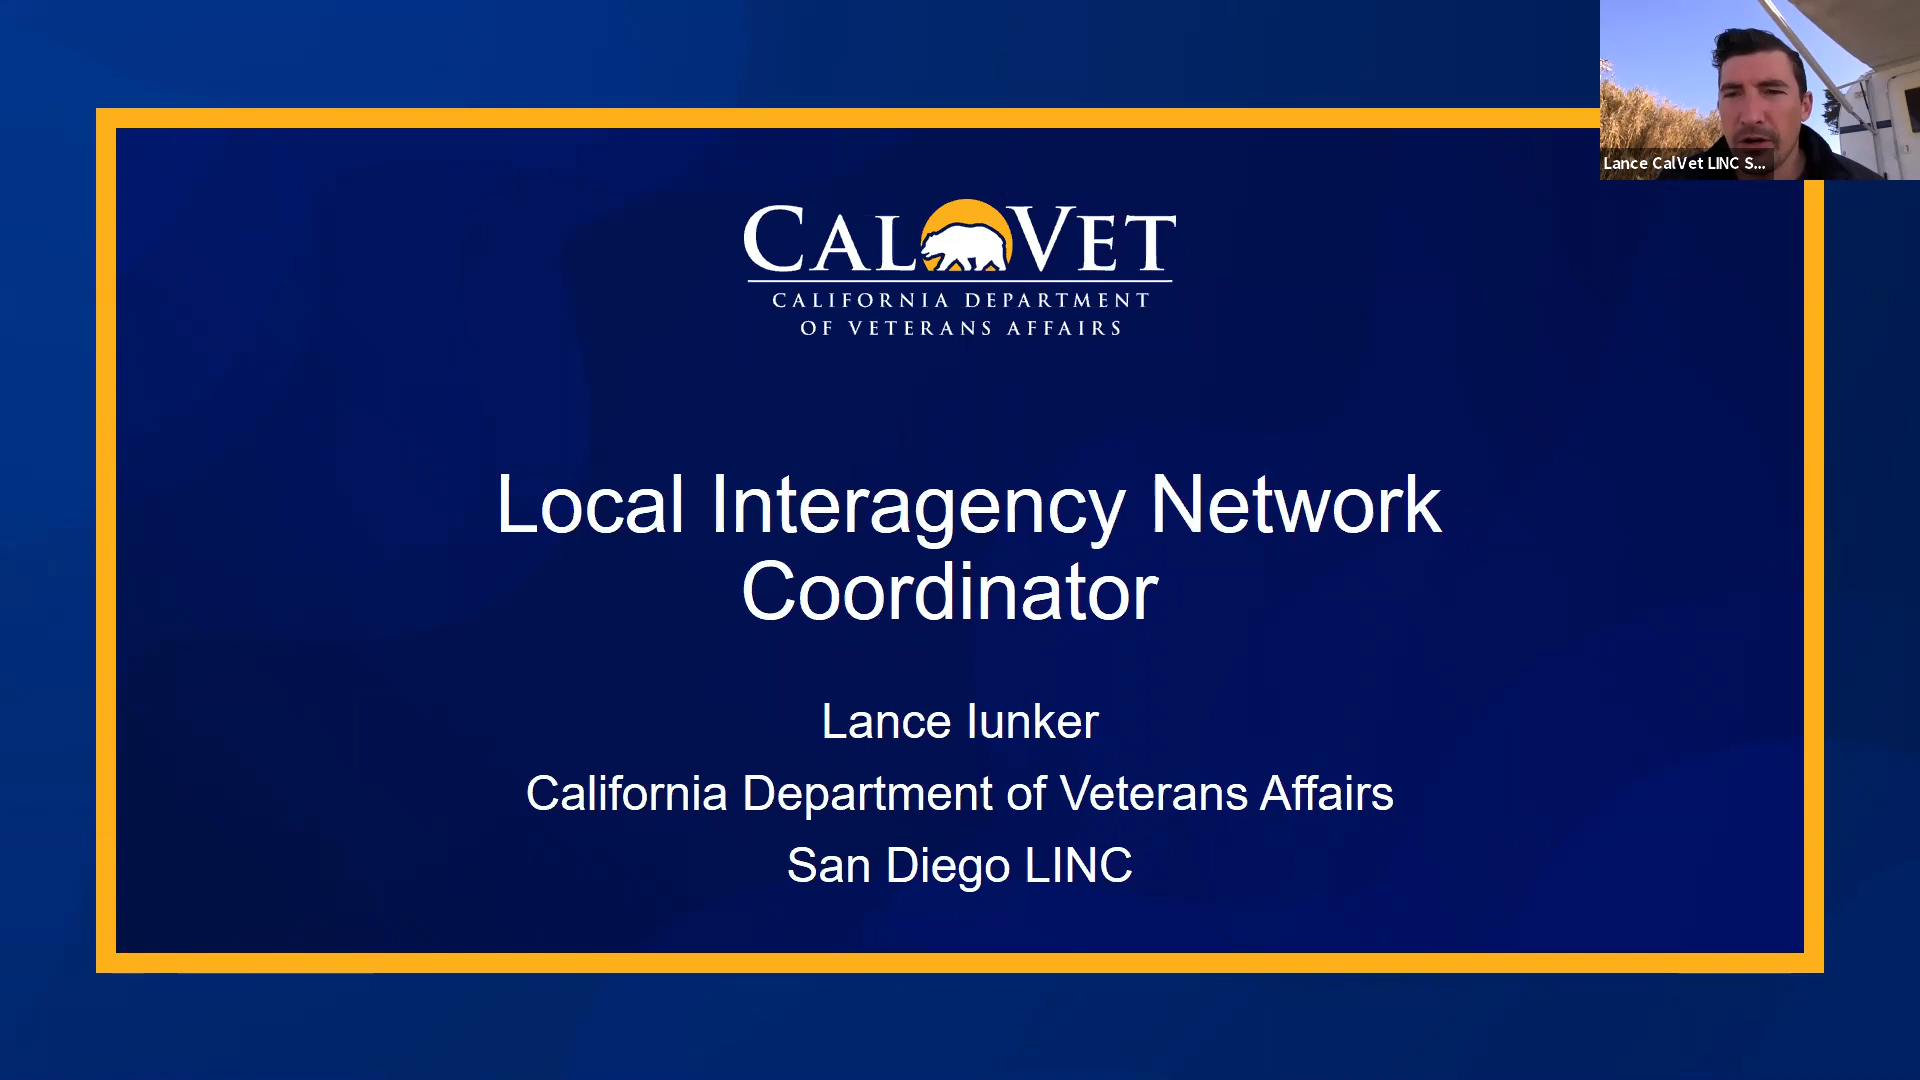 Lance CalVet LINC S...
CALVET
CALIFORNIA DEPARTMENT
OF VETERANS AFFAIRS
Local Interagency Network
Coordinator
Lance Iunker
California Department of Veterans Affairs
San Diego LINC